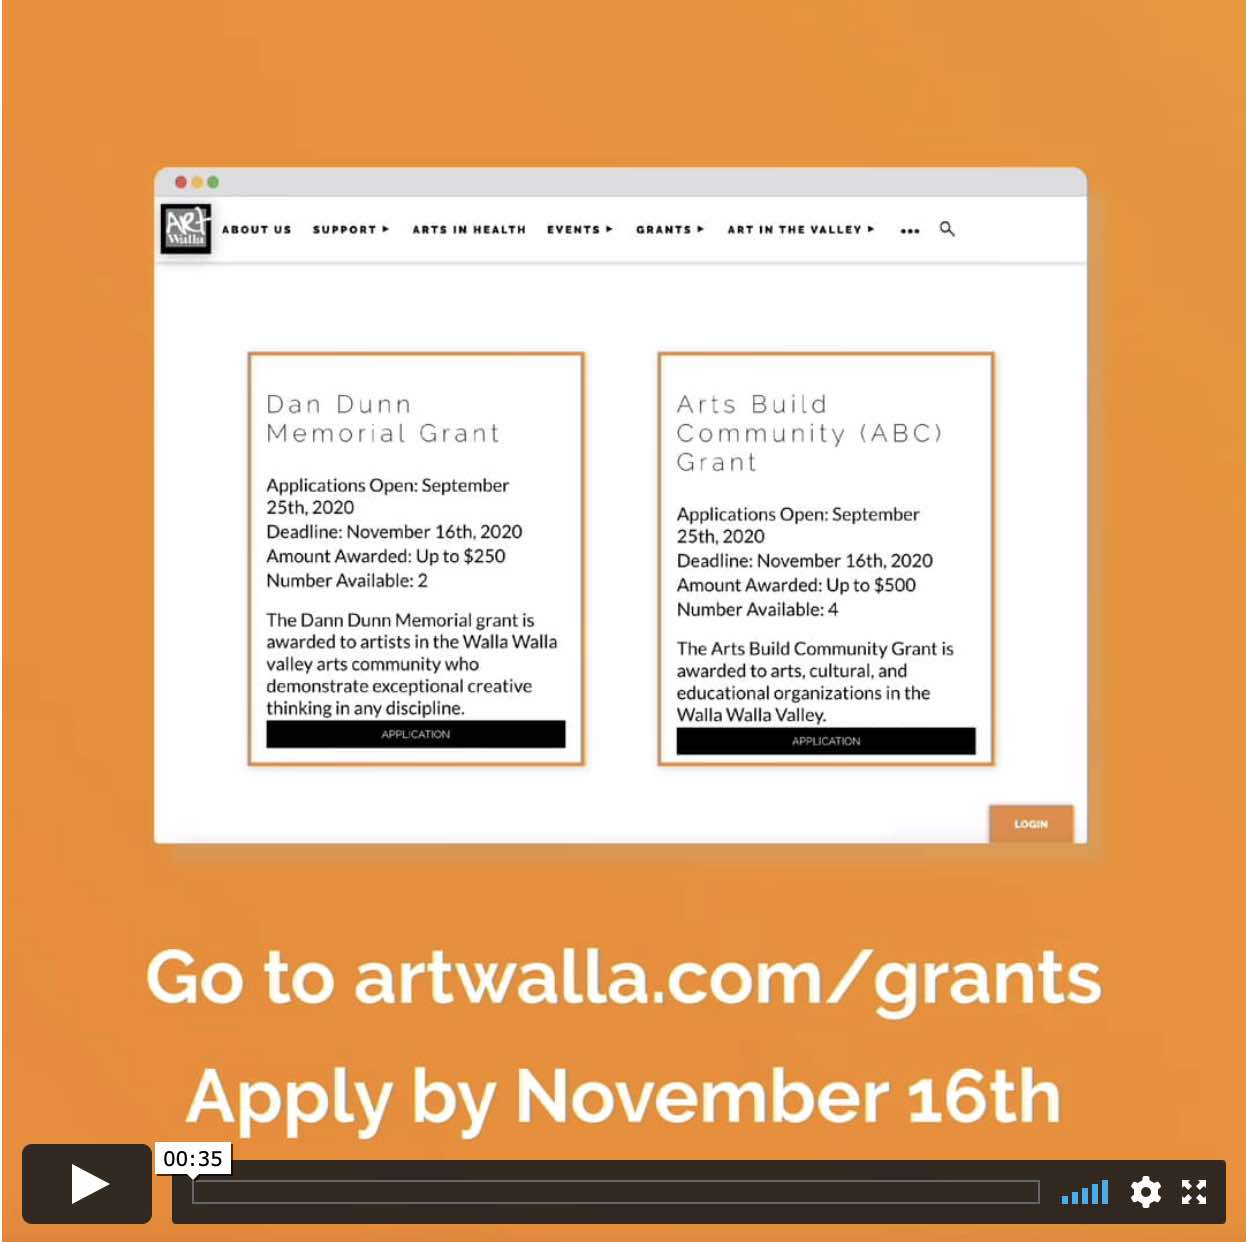 ART
Walla
ABOUT US SUPPORT ARTS IN HEALTH EVENTS GRANTS ART IN THE VALLEY
Dan Dunn
Memorial Grant
Applications Open: September
25th, 2020
Deadline: November 16th, 2020
Amount Awarded: Up to $250
Number Available: 2
The Dann Dunn Memorial grant is
awarded to artists in the Walla Walla
valley arts community who
demonstrate exceptional creative
thinking in any discipline.
APPLICATION
Arts Build
Community (ABC)
Grant
Applications Open: September
25th, 2020
Deadline: November 16th, 2020
Amount Awarded: Up to $500
Number Available: 4
The Arts Build Community Grant is
awarded to arts, cultural, and
educational organizations in the
Walla Walla Valley.
APPLICATION
LOGIN
Go to artwalla.com/grants
Apply by November 16th
00:35